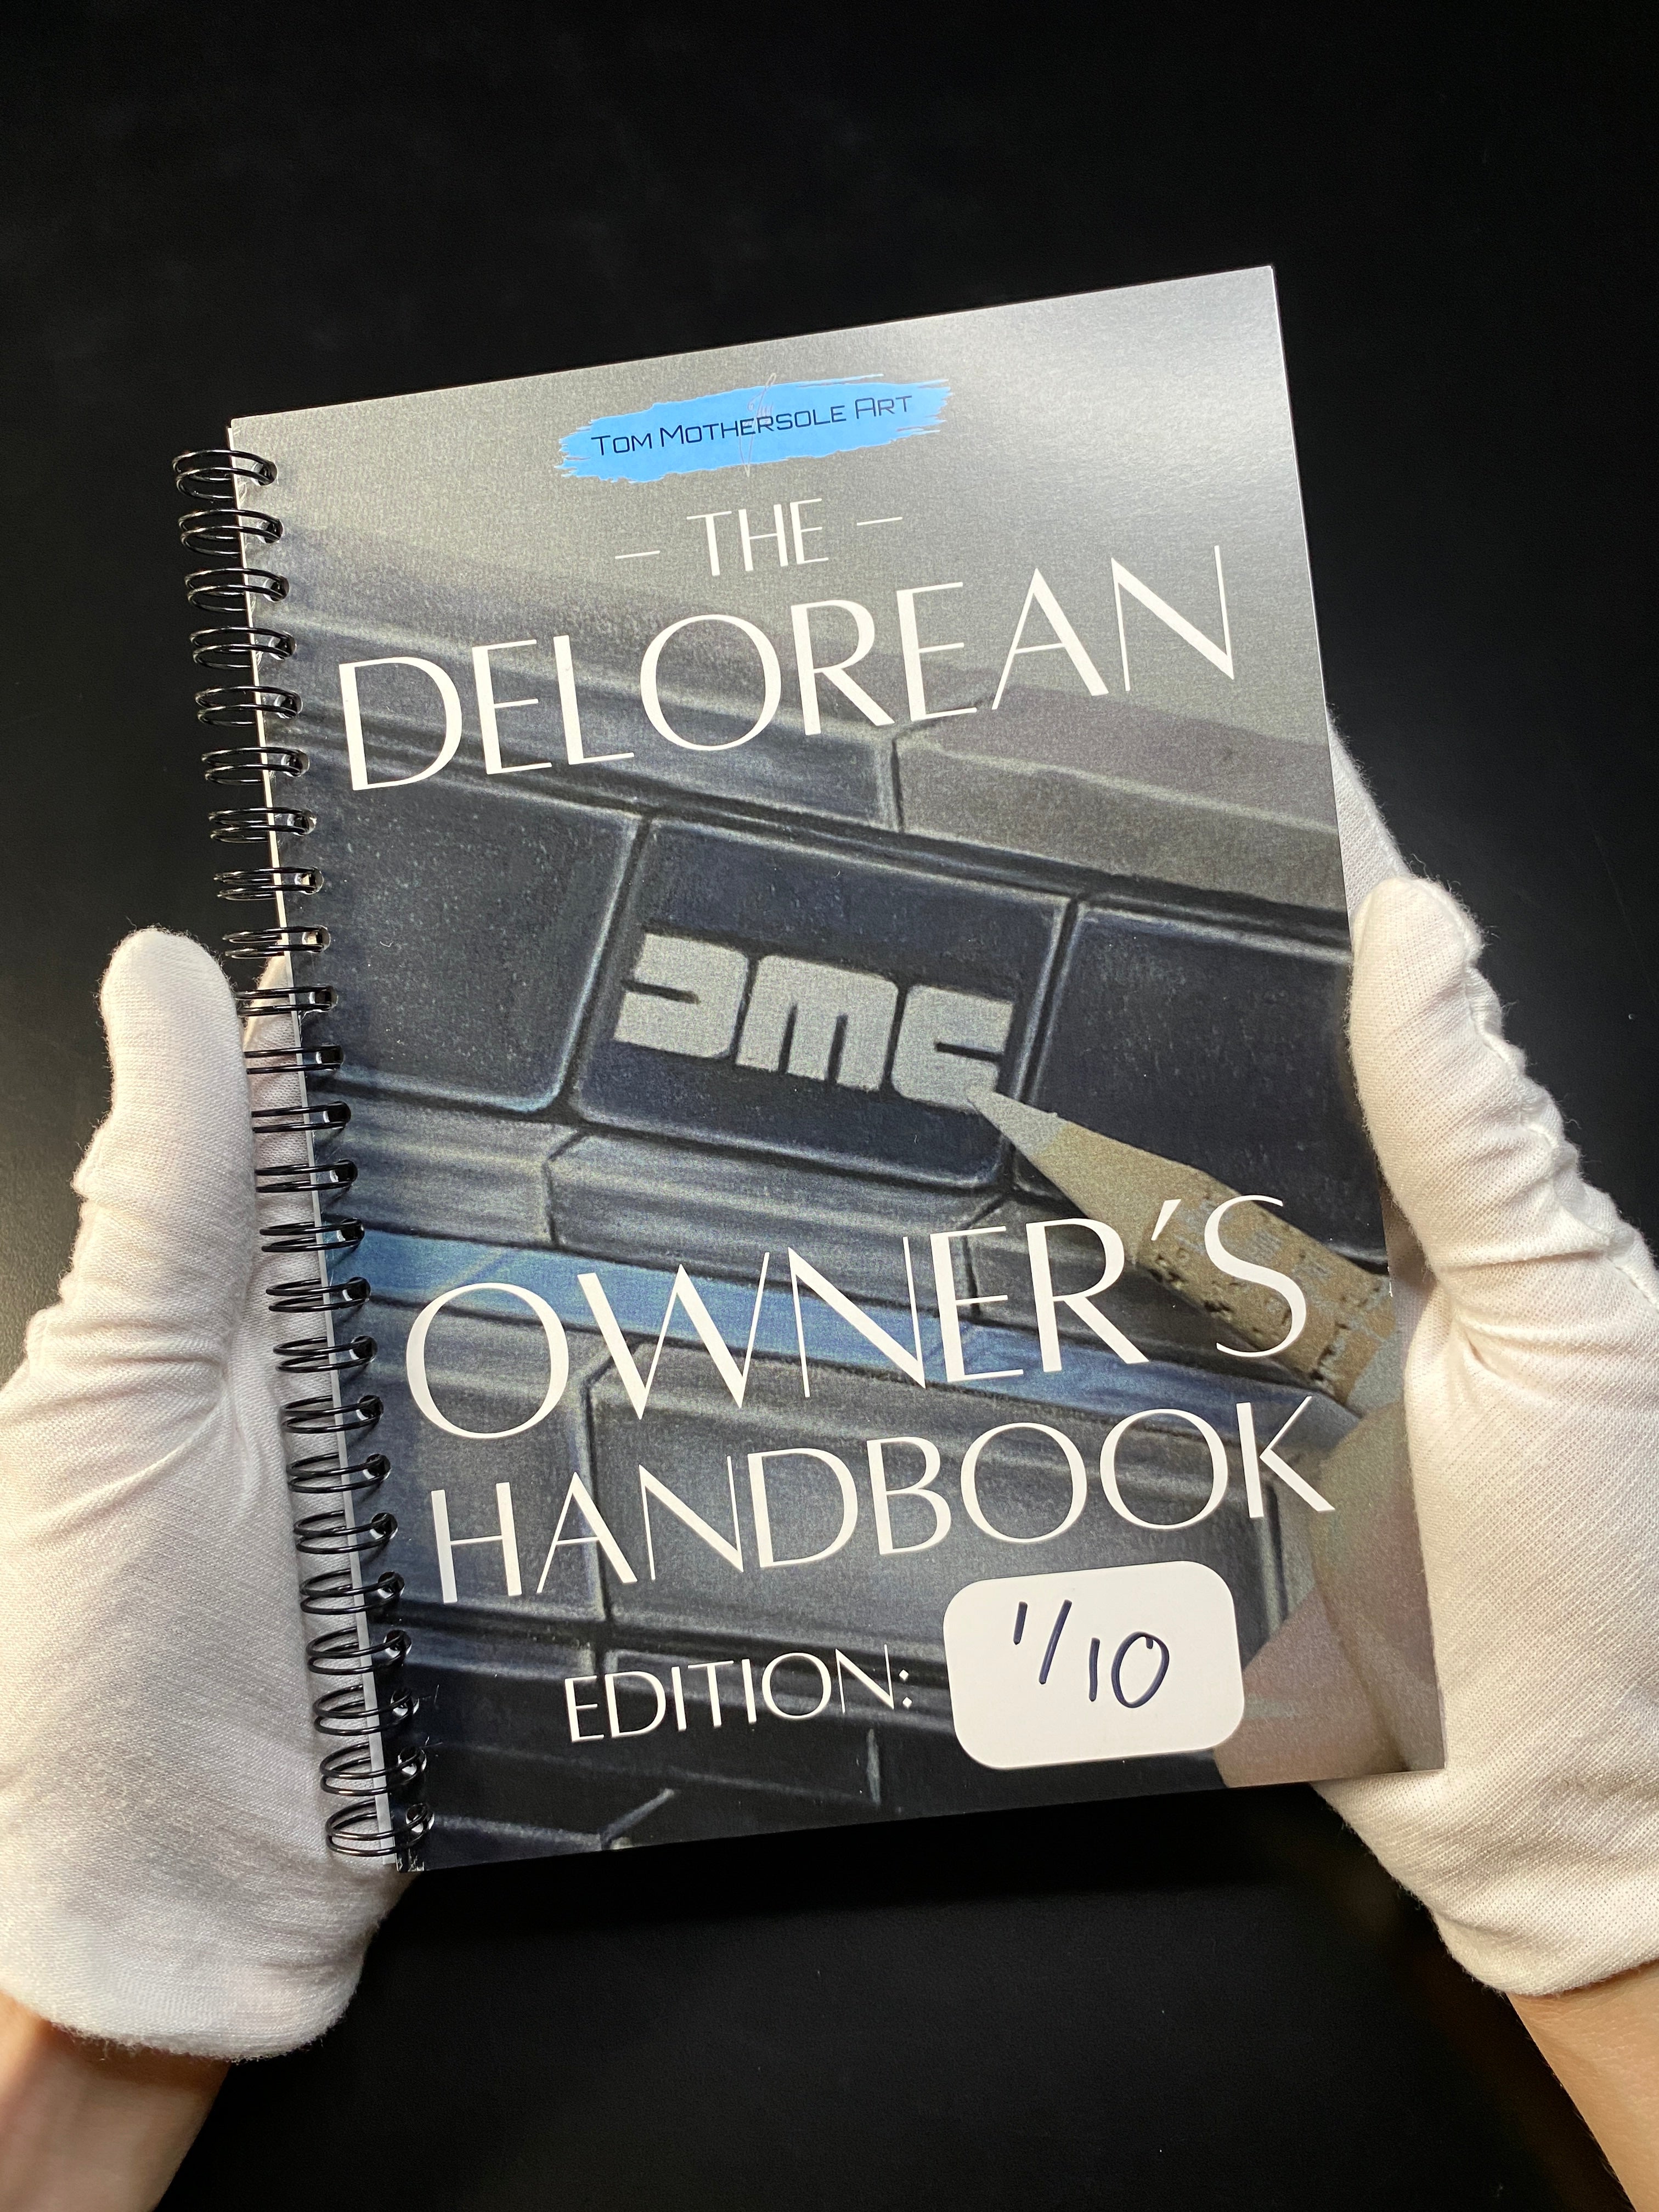 TOM MOTHERSOLE ART
– THE –
DELOREAN
DMC
OWNER'S
HANDBOOK
EDITION: 1/10